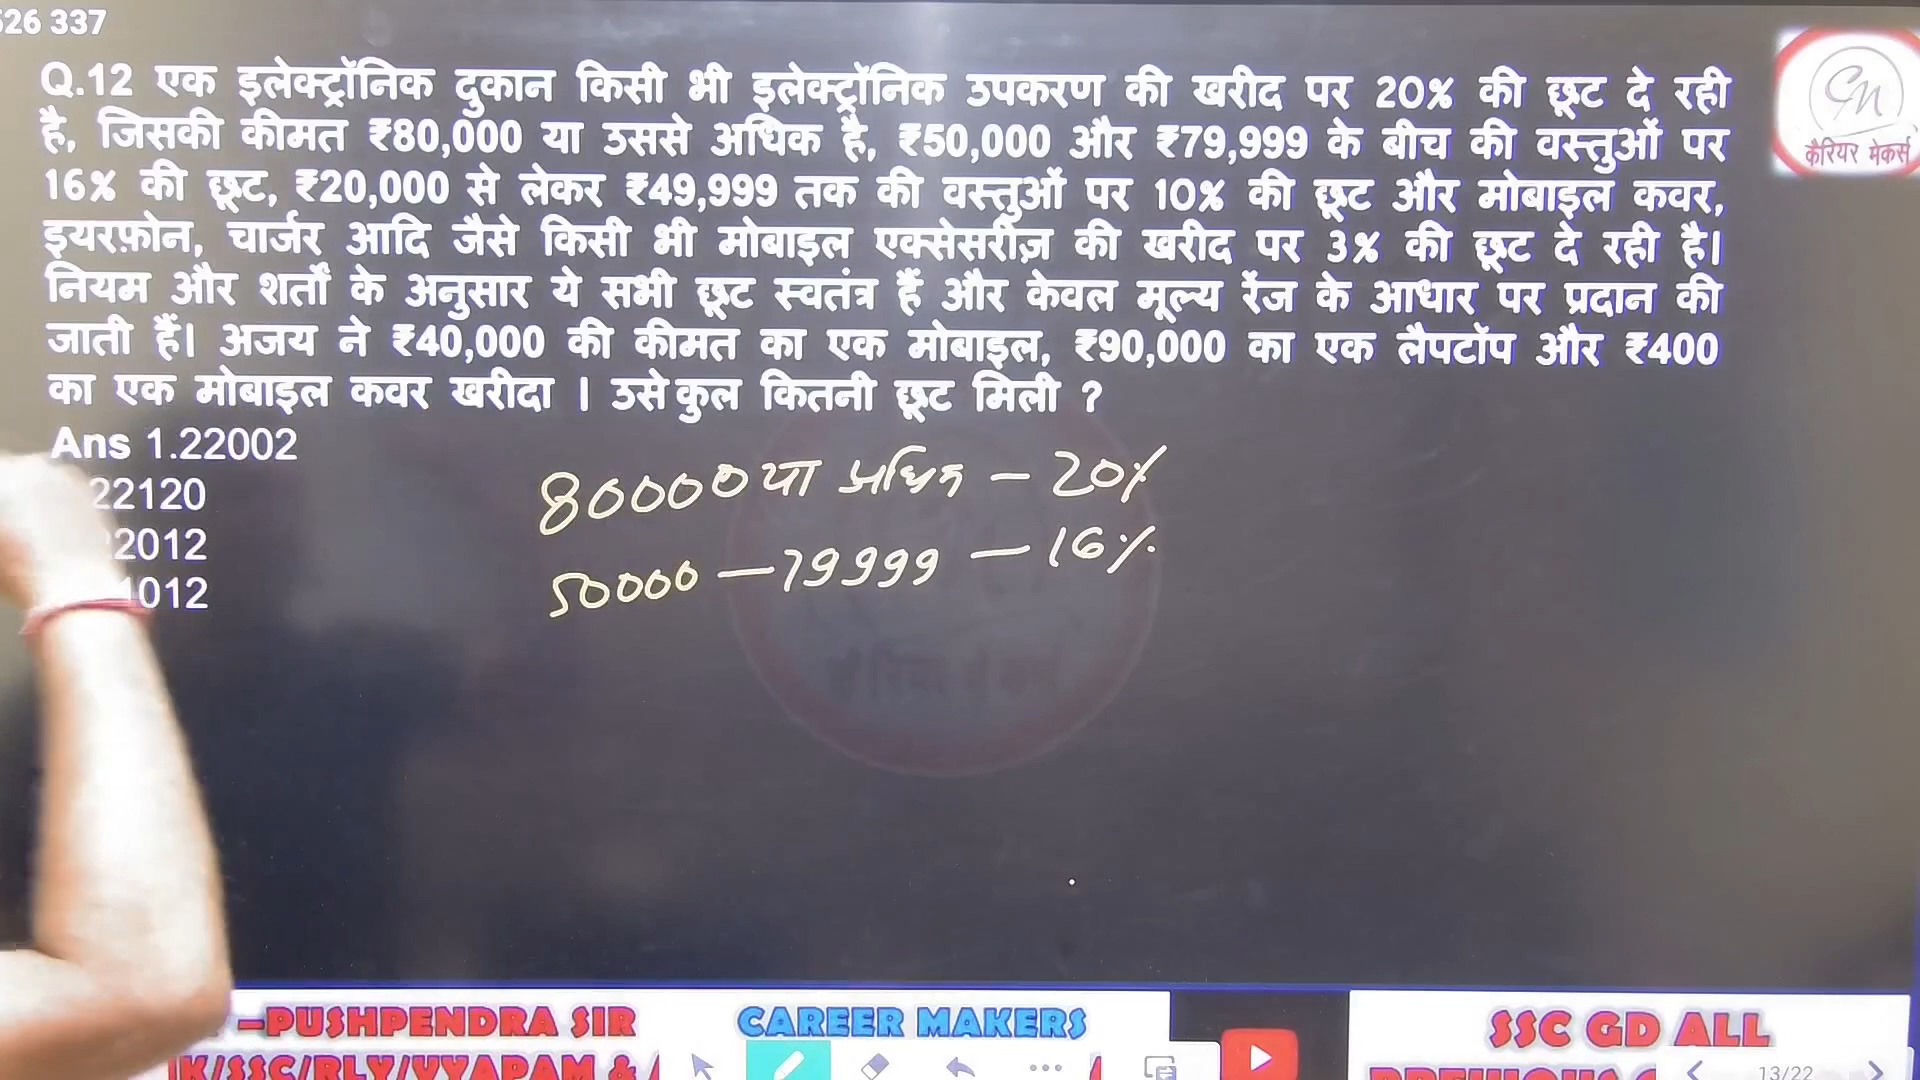 526 337
Q.12 एक इलेक्ट्रॉनिक दुकान किसी भी इलेक्ट्रॉनिक उपकरण की खरीद पर 20% की छूट दे रही
है, जिसकी कीमत ₹80,000 या उससे अधिक है, ₹50,000 और ₹79,999 के बीच की वस्तुओं पर
16% की छूट, ₹20,000 से लेकर ₹49,999 तक की वस्तुओं पर 10% की छूट और मोबाइल कवर,
इयरफ़ोन, चार्जर आदि जैसे किसी भी मोबाइल एक्सेसरीज़ की खरीद पर 3% की छूट दे रही है।
नियम और शर्तों के अनुसार ये सभी छूट स्वतंत्र हैं और केवल मूल्य रेंज के आधार पर प्रदान की
जाती हैं। अजय ने ₹40,000 की कीमत का एक मोबाइल, ₹90,000 का एक लैपटॉप और ₹400
का एक मोबाइल कवर खरीदा । उसे कुल कितनी छूट मिली ?
Ans 1.22002
22120
2012
1012
80000 या अधिक – 20%
50000 – 79999 – 16%
CM
कैरियर मेकर्स
–PUSHPENDRA SIR
CAREER MAKERS
SSC GD ALL
K/SSC/RLY/VYAPAM &
13/22